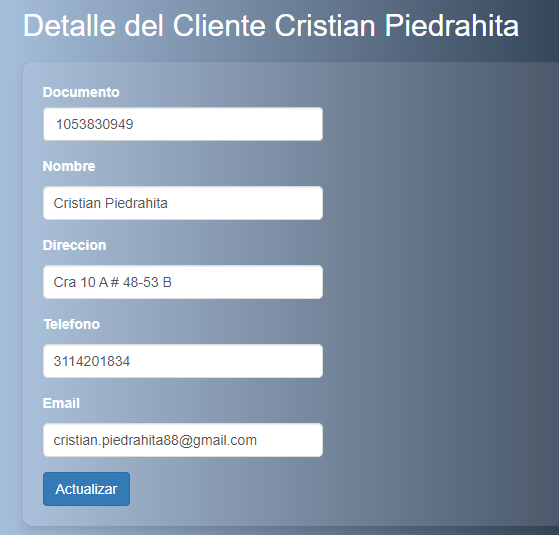 Detalle del Cliente Cristian Piedrahita
Documento
1053830949
Nombre
Cristian Piedrahita
Direccion
Cra 10 A # 48-53 B
Telefono
3114201834
Email
cristian.piedrahita88@gmail.com
Actualizar